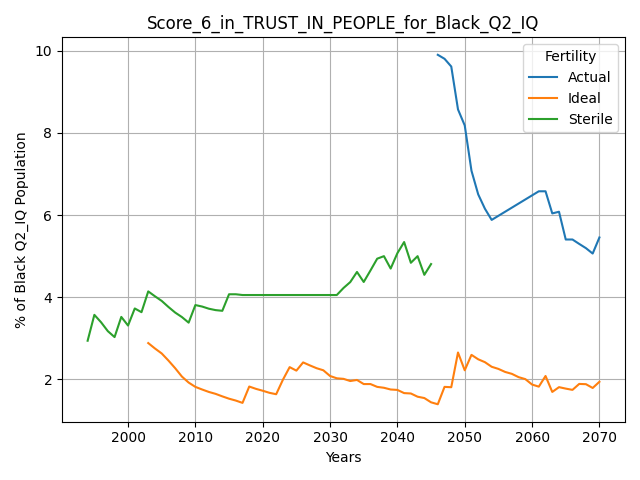 Score_6_in_TRUST_IN_PEOPLE_for_Black_Q2_IQ
Fertility
Actual
Ideal
Sterile
% of Black Q2_IQ Population
10
8
6
4
2
2000 2010 2020 2030 2040 2050 2060 2070
Years